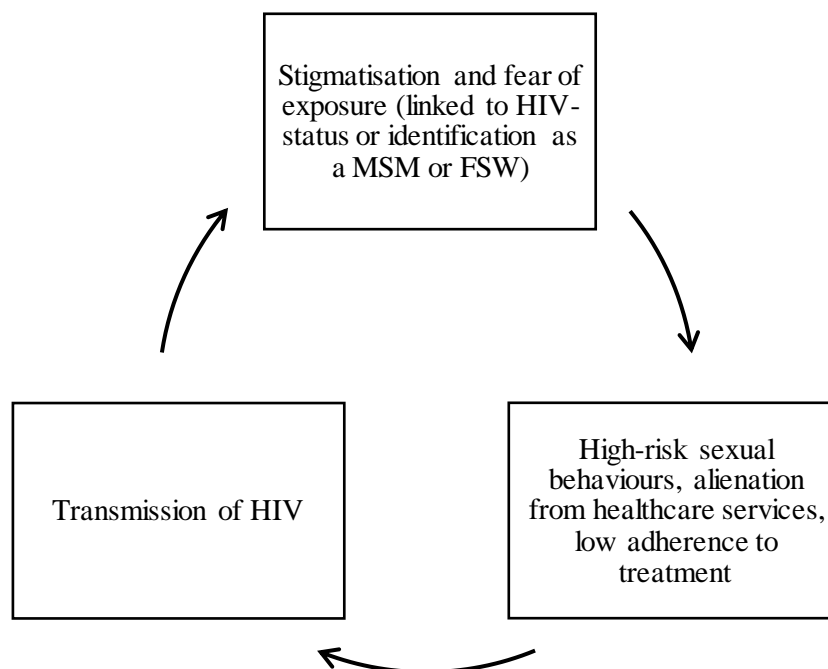 Stigmatisation and fear of
exposure (linked to HIV-
status or identification as
a MSM or FSW)
High-risk sexual
behaviours, alienation
from healthcare services,
low adherence to
treatment
Transmission of HIV